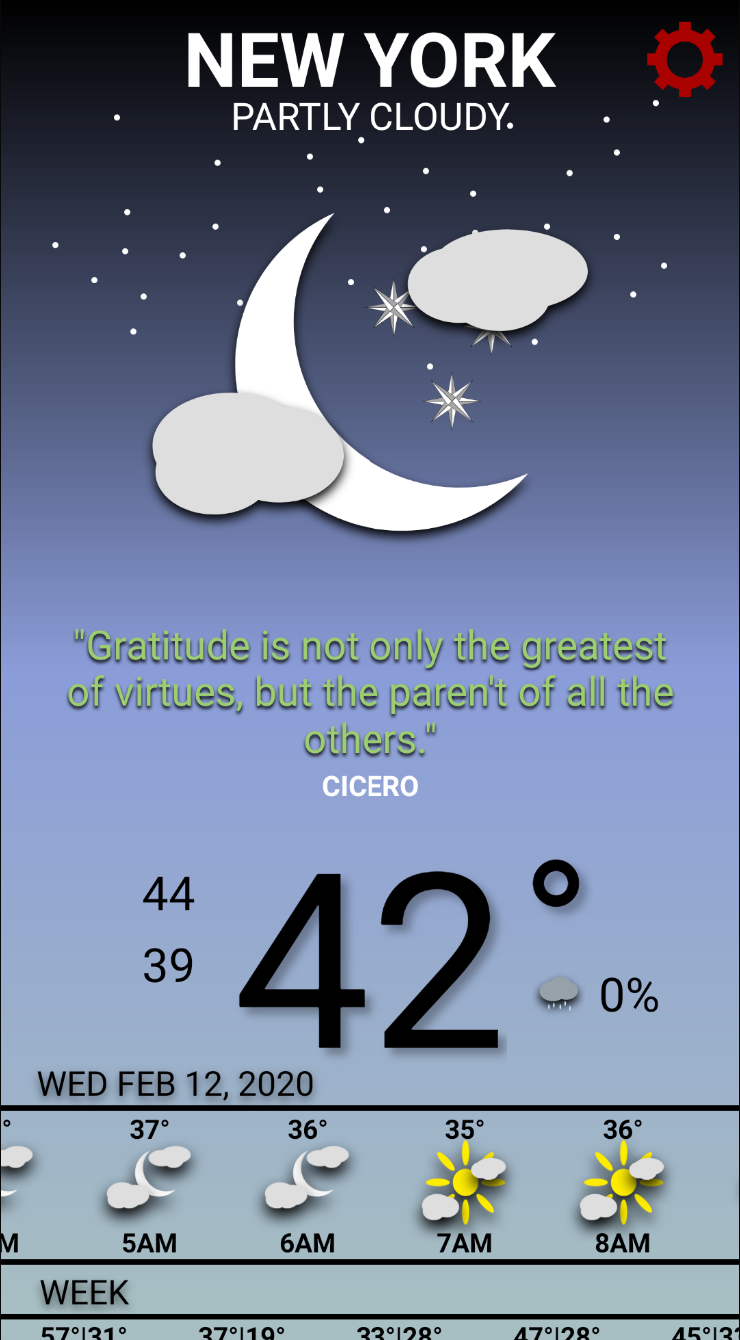 NEW YORK
PARTLY CLOUDY
"Gratitude is not only the greatest
of virtues, but the paren't of all the
others."
CICERO
44
39
42°
0%
WED FEB 12, 2020
37° 36° 35° 36°
5AM 6AM 7AM 8AM
WEEK
57°|31° 37°|19° 33°|28° 47°|28° 45°|3